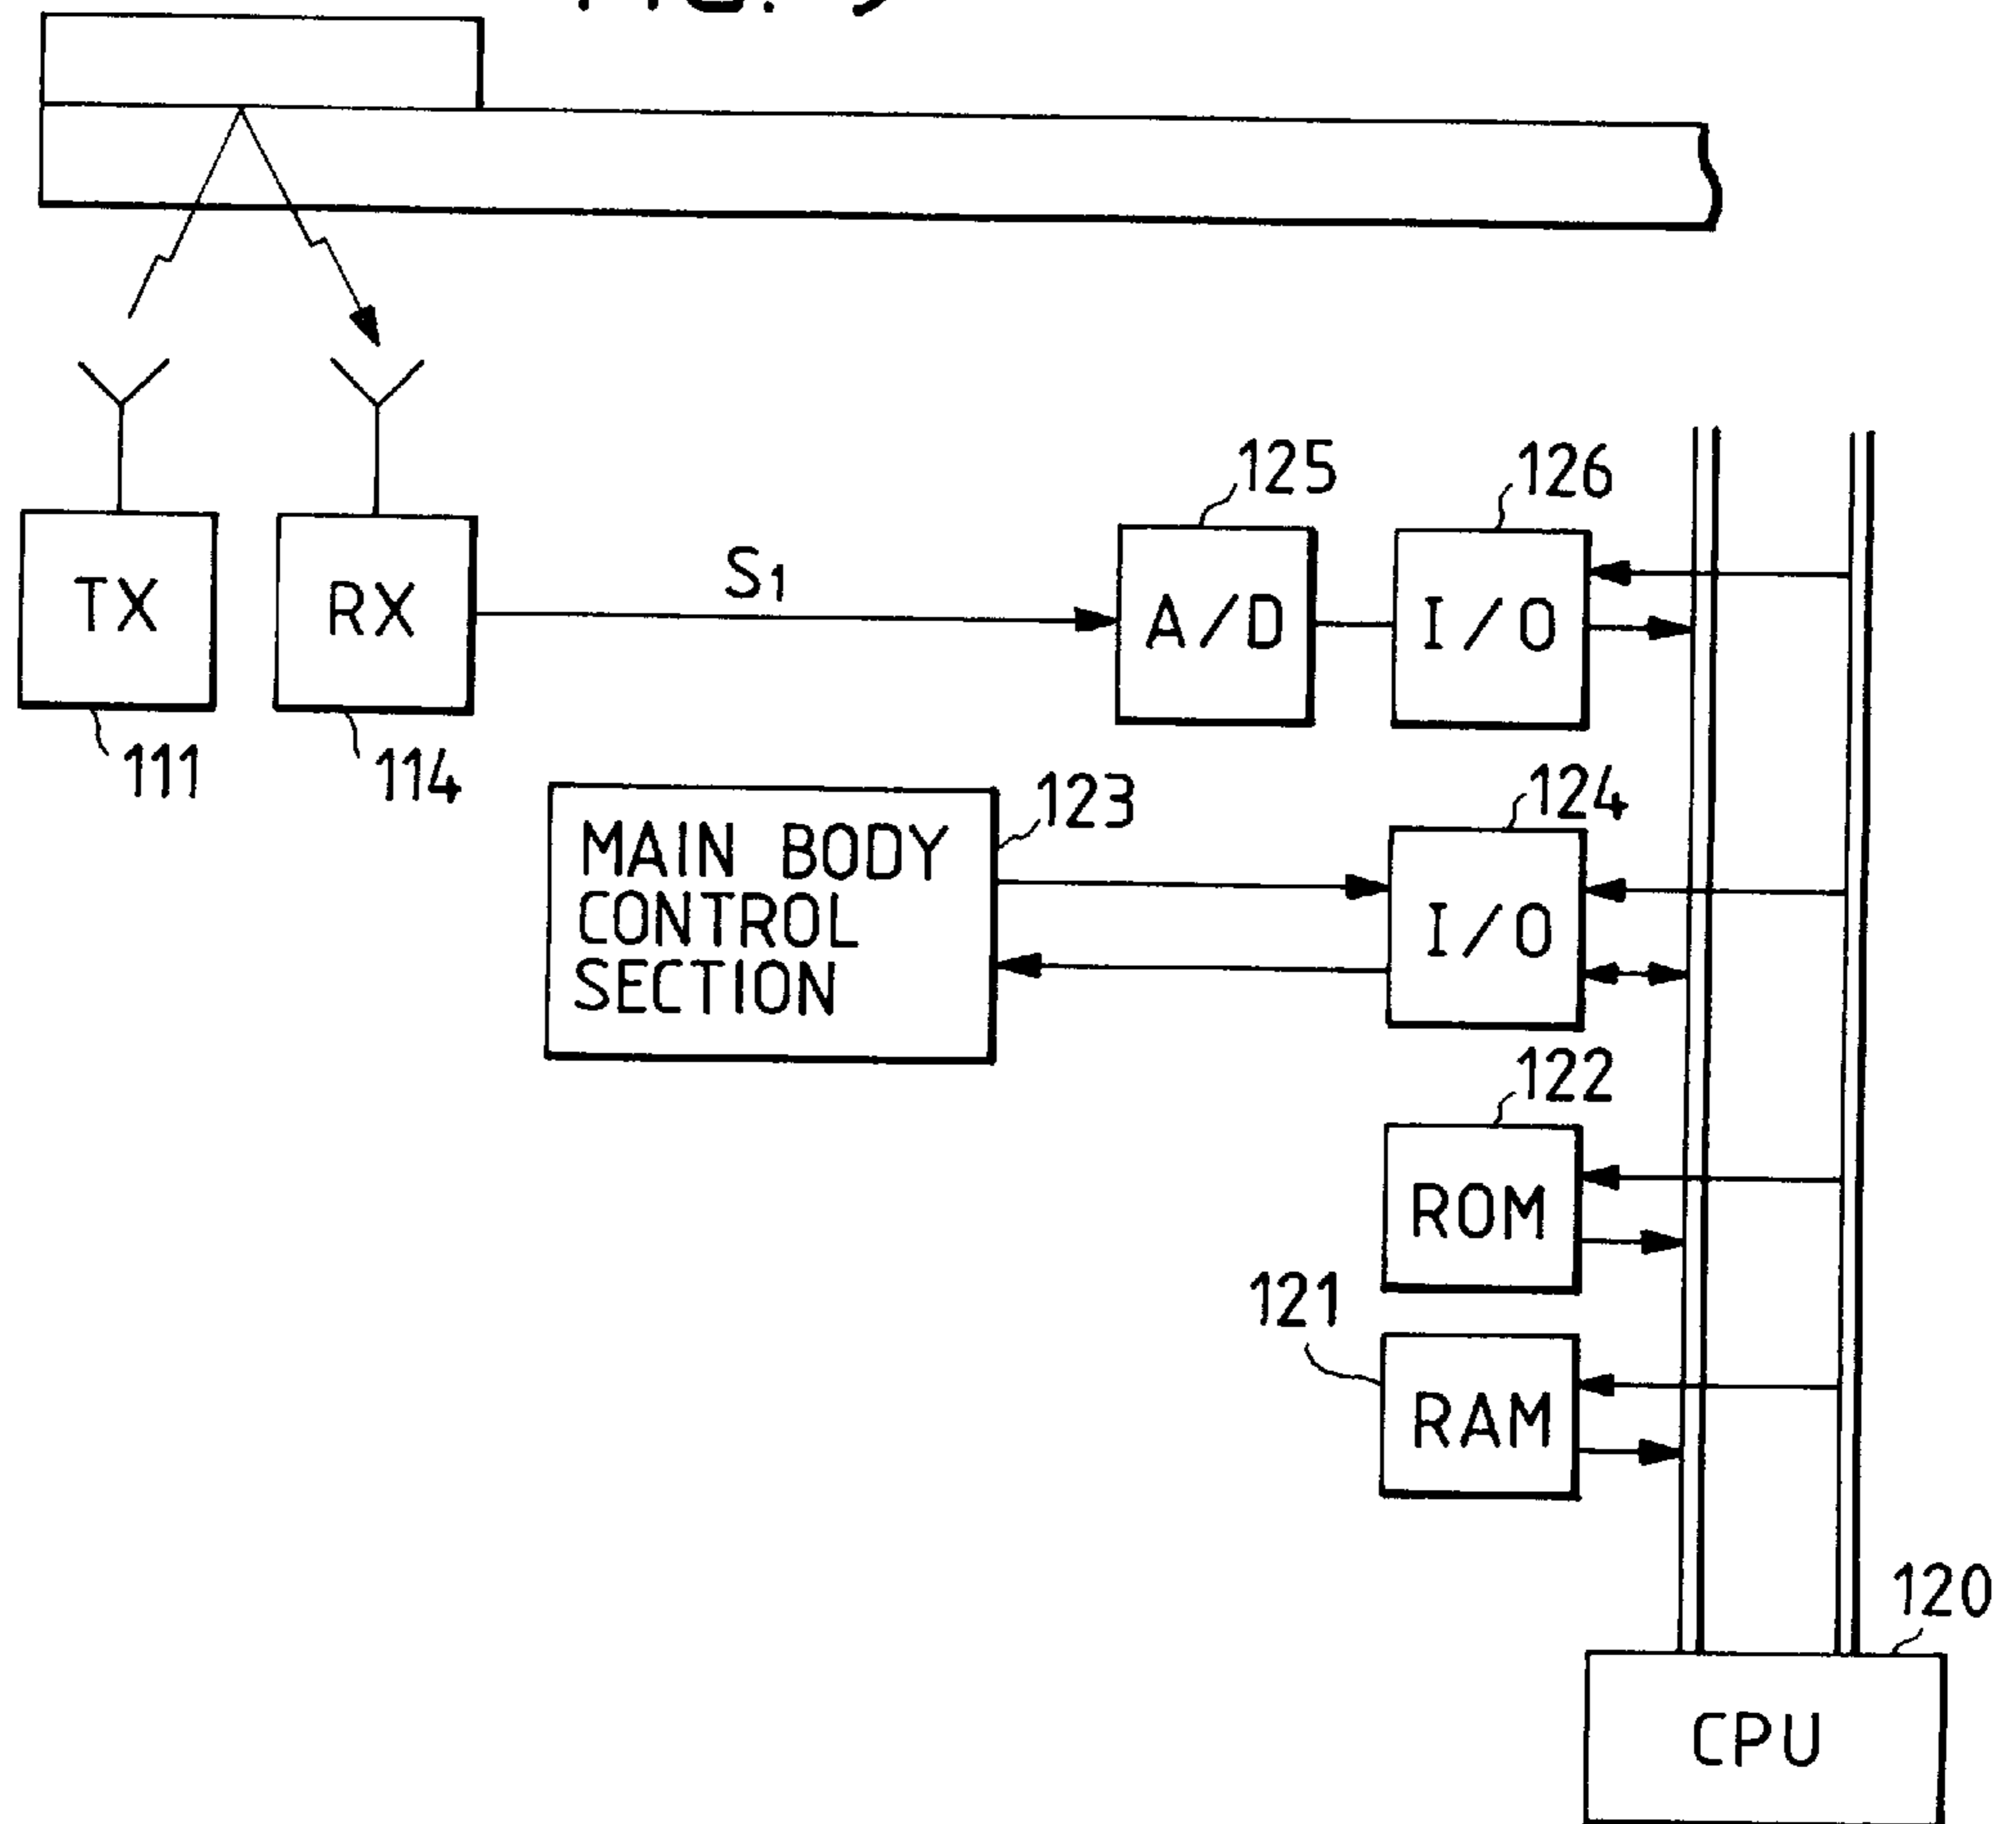 125
126
S1
TX
RX
A/D
I/O
111
114
123
124
MAIN BODY
CONTROL
SECTION
I/O
122
ROM
121
RAM
120
CPU